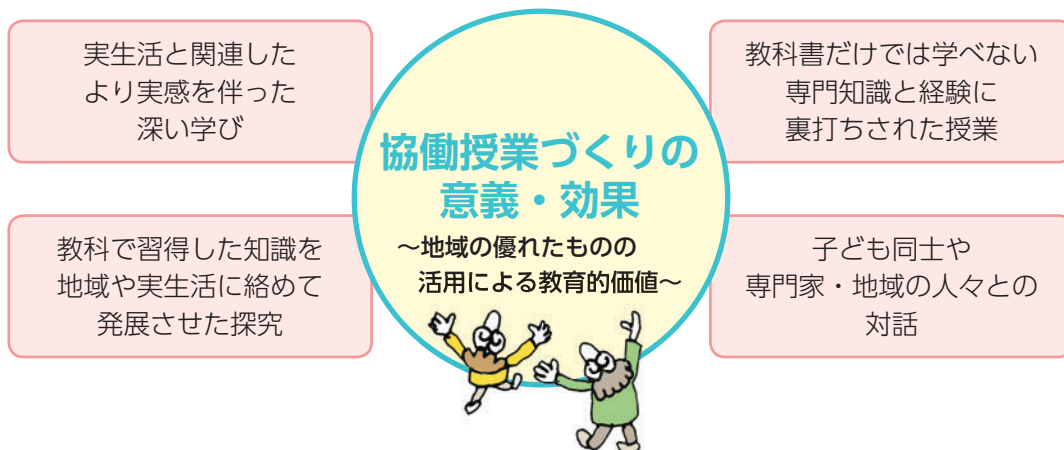 実生活と関連した
より実感を伴った
深い学び
教科書だけでは学べない
専門知識と経験に
裏打ちされた授業
協働授業づくりの
意義・効果
～地域の優れたものの
活用による教育的価値～
教科で習得した知識を
地域や実生活に絡めて
発展させた探究
子ども同士や
専門家・地域の人々との
対話